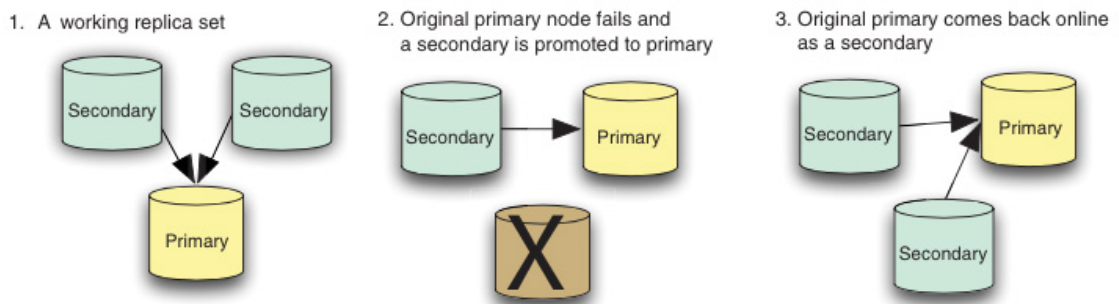 1. A working replica set
Secondary
Secondary
Primary
2. Original primary node fails and
a secondary is promoted to primary
Secondary
Primary
X
3. Original primary comes back online
as a secondary
Secondary
Primary
Secondary